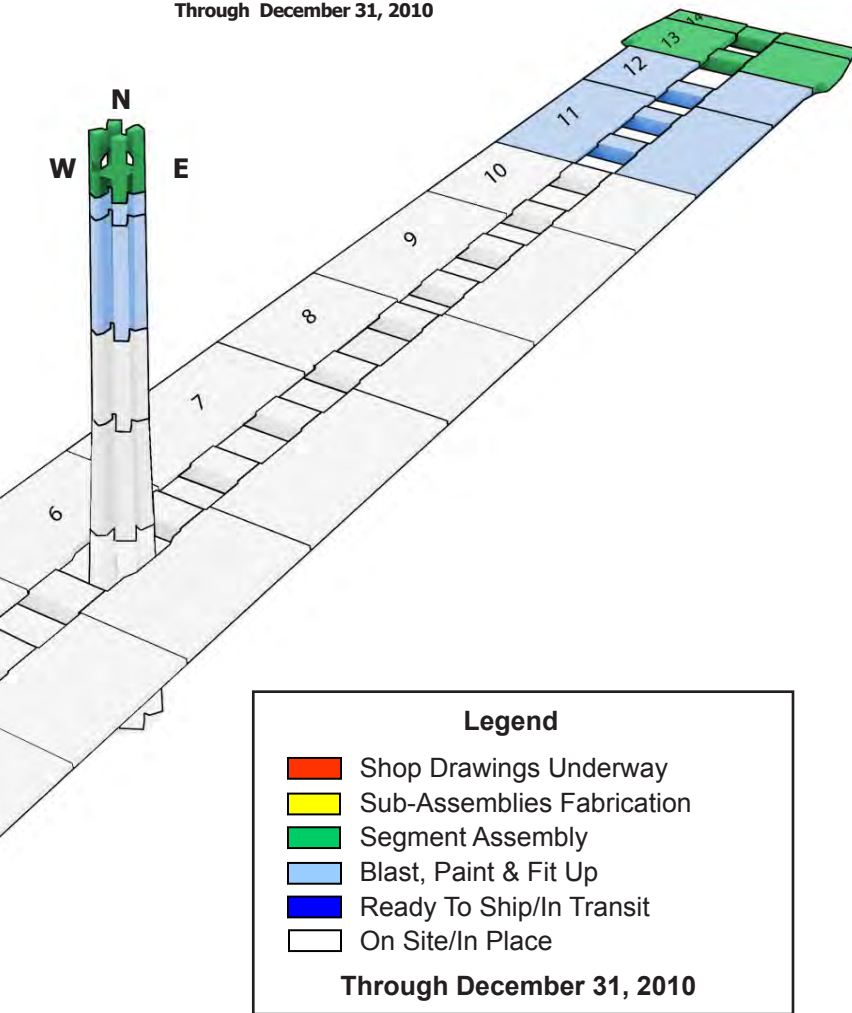 Through December 31, 2010
14
13
12
N
11
W E
10
9
8
7
6
Legend
Shop Drawings Underway
Sub-Assemblies Fabrication
Segment Assembly
Blast, Paint & Fit Up
Ready To Ship/In Transit
On Site/In Place
Through December 31, 2010